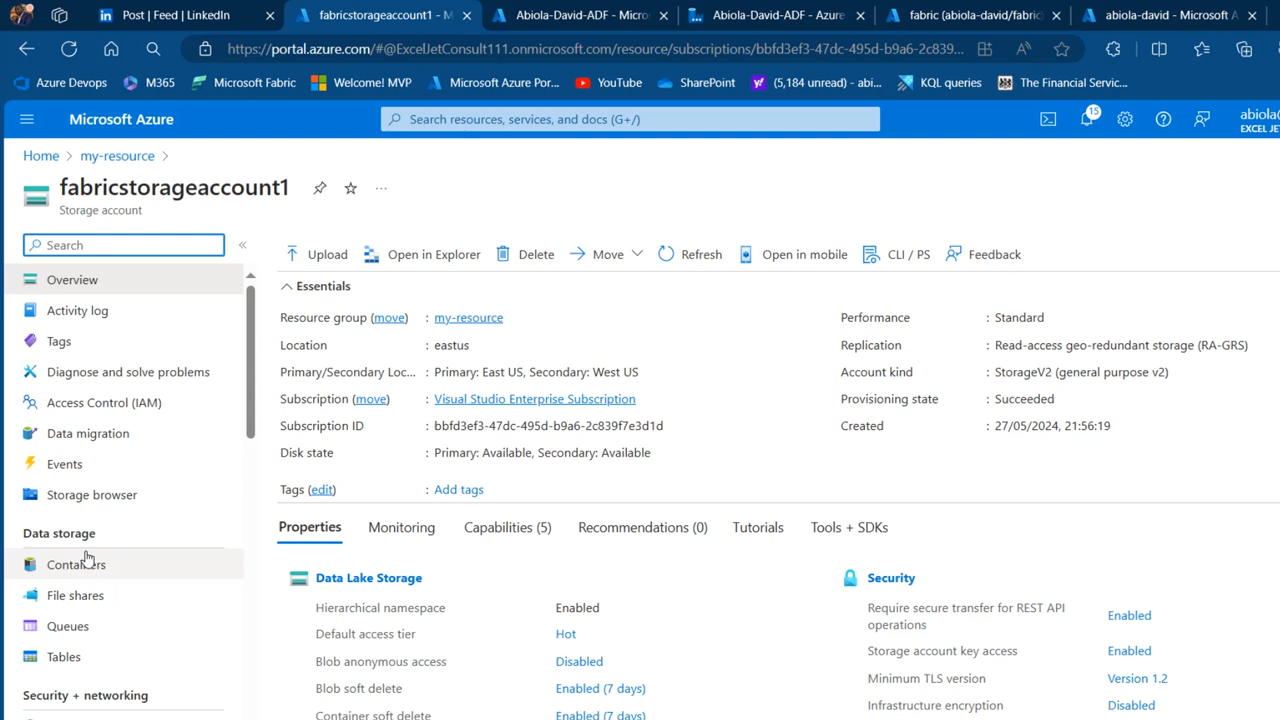 Post | Feed | LinkedIn
fabricstorageaccount1 - M
Abiola-David-ADF - Micro
Abiola-David-ADF - Azure
fabric (abiola-david/fabric
abiola-david - Microsoft A
https://portal.azure.com/#@ExcelJetConsult111.onmicrosoft.com/resource/subscriptions/bbfd3ef3-47dc-495d-b9a6-2c839...
Azure Devops
M365
Microsoft Fabric
Welcome! MVP
Microsoft Azure Por...
YouTube
SharePoint
(5,184 unread) - abi...
KQL queries
The Financial Servic...
Microsoft Azure
Search resources, services, and docs (G+/)
15
abiola@
EXCEL JET
Home > my-resource >
fabricstorageaccount1
Storage account
Search
Upload
Open in Explorer
Delete
Move
Refresh
Open in mobile
CLI / PS
Feedback
Overview
Activity log
Tags
Diagnose and solve problems
Access Control (IAM)
Data migration
Events
Storage browser
Data storage
Containers
File shares
Queues
Tables
Security + networking
Essentials
Resource group (move) : my-resource
Location : eastus
Primary/Secondary Loc... : Primary: East US, Secondary: West US
Subscription (move) : Visual Studio Enterprise Subscription
Subscription ID : bbfd3ef3-47dc-495d-b9a6-2c839f7e3d1d
Disk state : Primary: Available, Secondary: Available
Tags (edit) : Add tags
Performance : Standard
Replication : Read-access geo-redundant storage (RA-GRS)
Account kind : StorageV2 (general purpose v2)
Provisioning state : Succeeded
Created : 27/05/2024, 21:56:19
Properties
Monitoring
Capabilities (5)
Recommendations (0)
Tutorials
Tools + SDKs
Data Lake Storage
Hierarchical namespace Enabled
Default access tier Hot
Blob anonymous access Disabled
Blob soft delete Enabled (7 days)
Container soft delete Enabled (7 days)
Security
Require secure transfer for REST API
operations Enabled
Storage account key access Enabled
Minimum TLS version Version 1.2
Infrastructure encryption Disabled